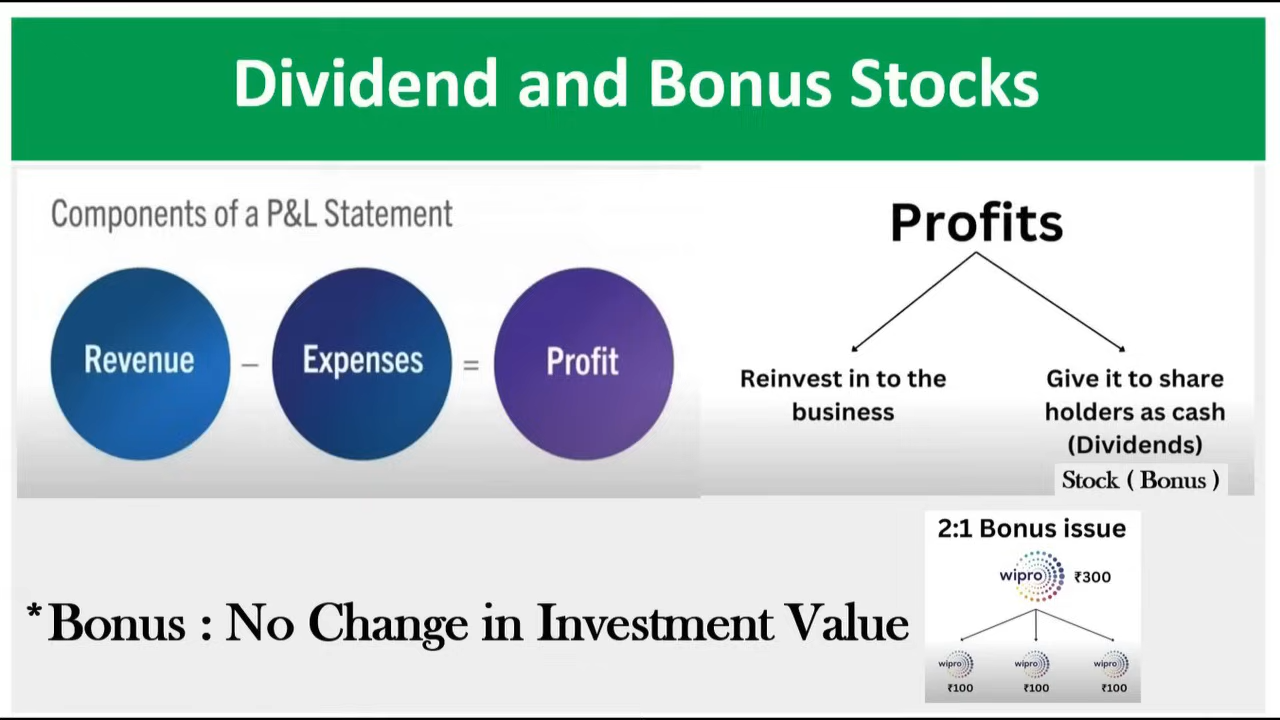 Dividend and Bonus Stocks
Components of a P&L Statement
Revenue – Expenses = Profit
Profits
Reinvest in to the
business
Give it to share
holders as cash
(Dividends)
Stock ( Bonus )
2:1 Bonus issue
wipro ₹300
wipro wipro wipro
₹100 ₹100 ₹100
*Bonus : No Change in Investment Value